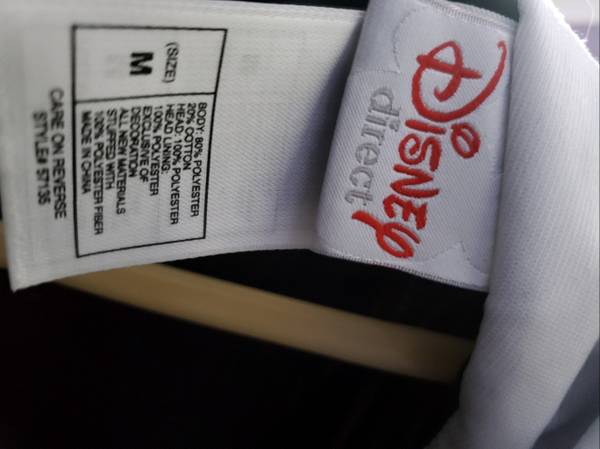 Disney
direct
(SIZE)
M
BODY: 80% POLYESTER
20% COTTON
HEAD: 100% POLYESTER
HEAD LINING:
100% POLYESTER
EXCLUSIVE OF
DECORATION
ALL NEW MATERIALS
STUFFED WITH
100% POLYESTER FIBER
MADE IN CHINA
CARE ON REVERSE
STYLE# 57135